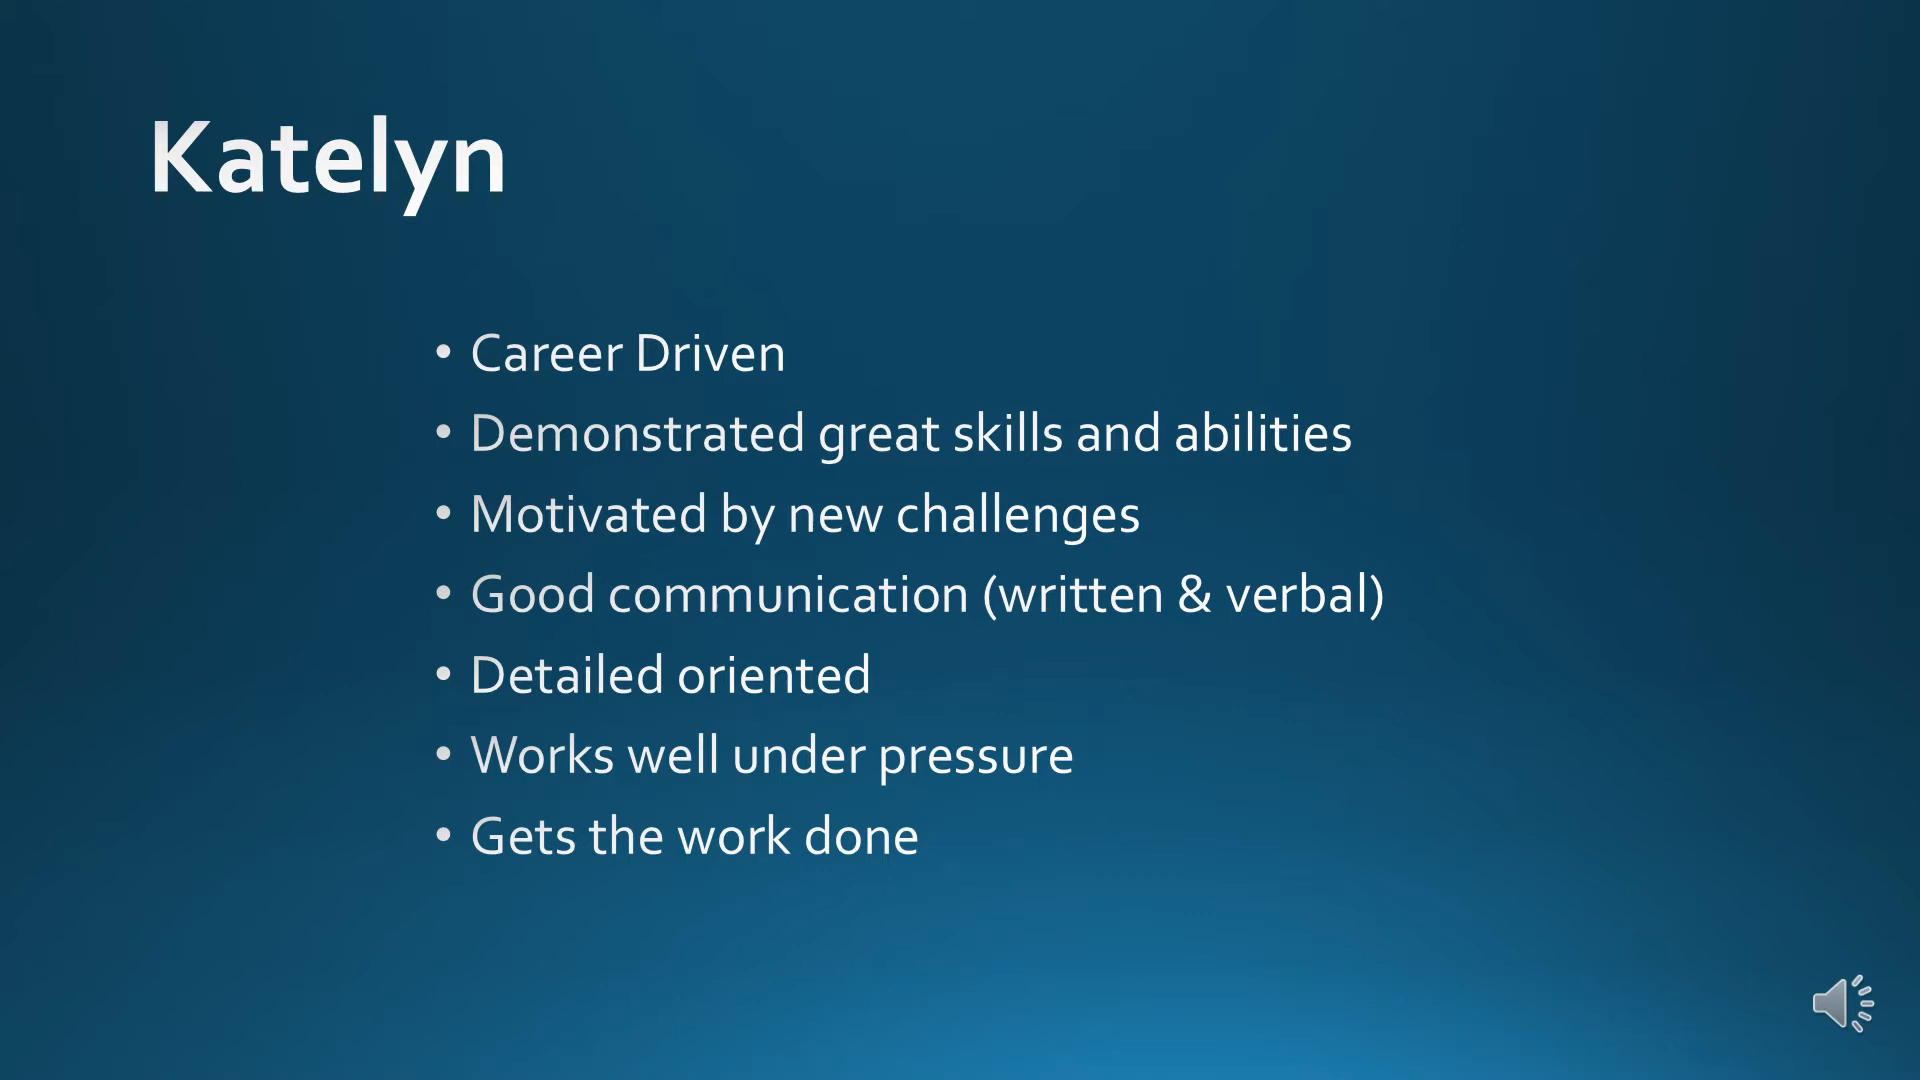 Katelyn
• Career Driven
• Demonstrated great skills and abilities
• Motivated by new challenges
• Good communication (written & verbal)
• Detailed oriented
• Works well under pressure
• Gets the work done